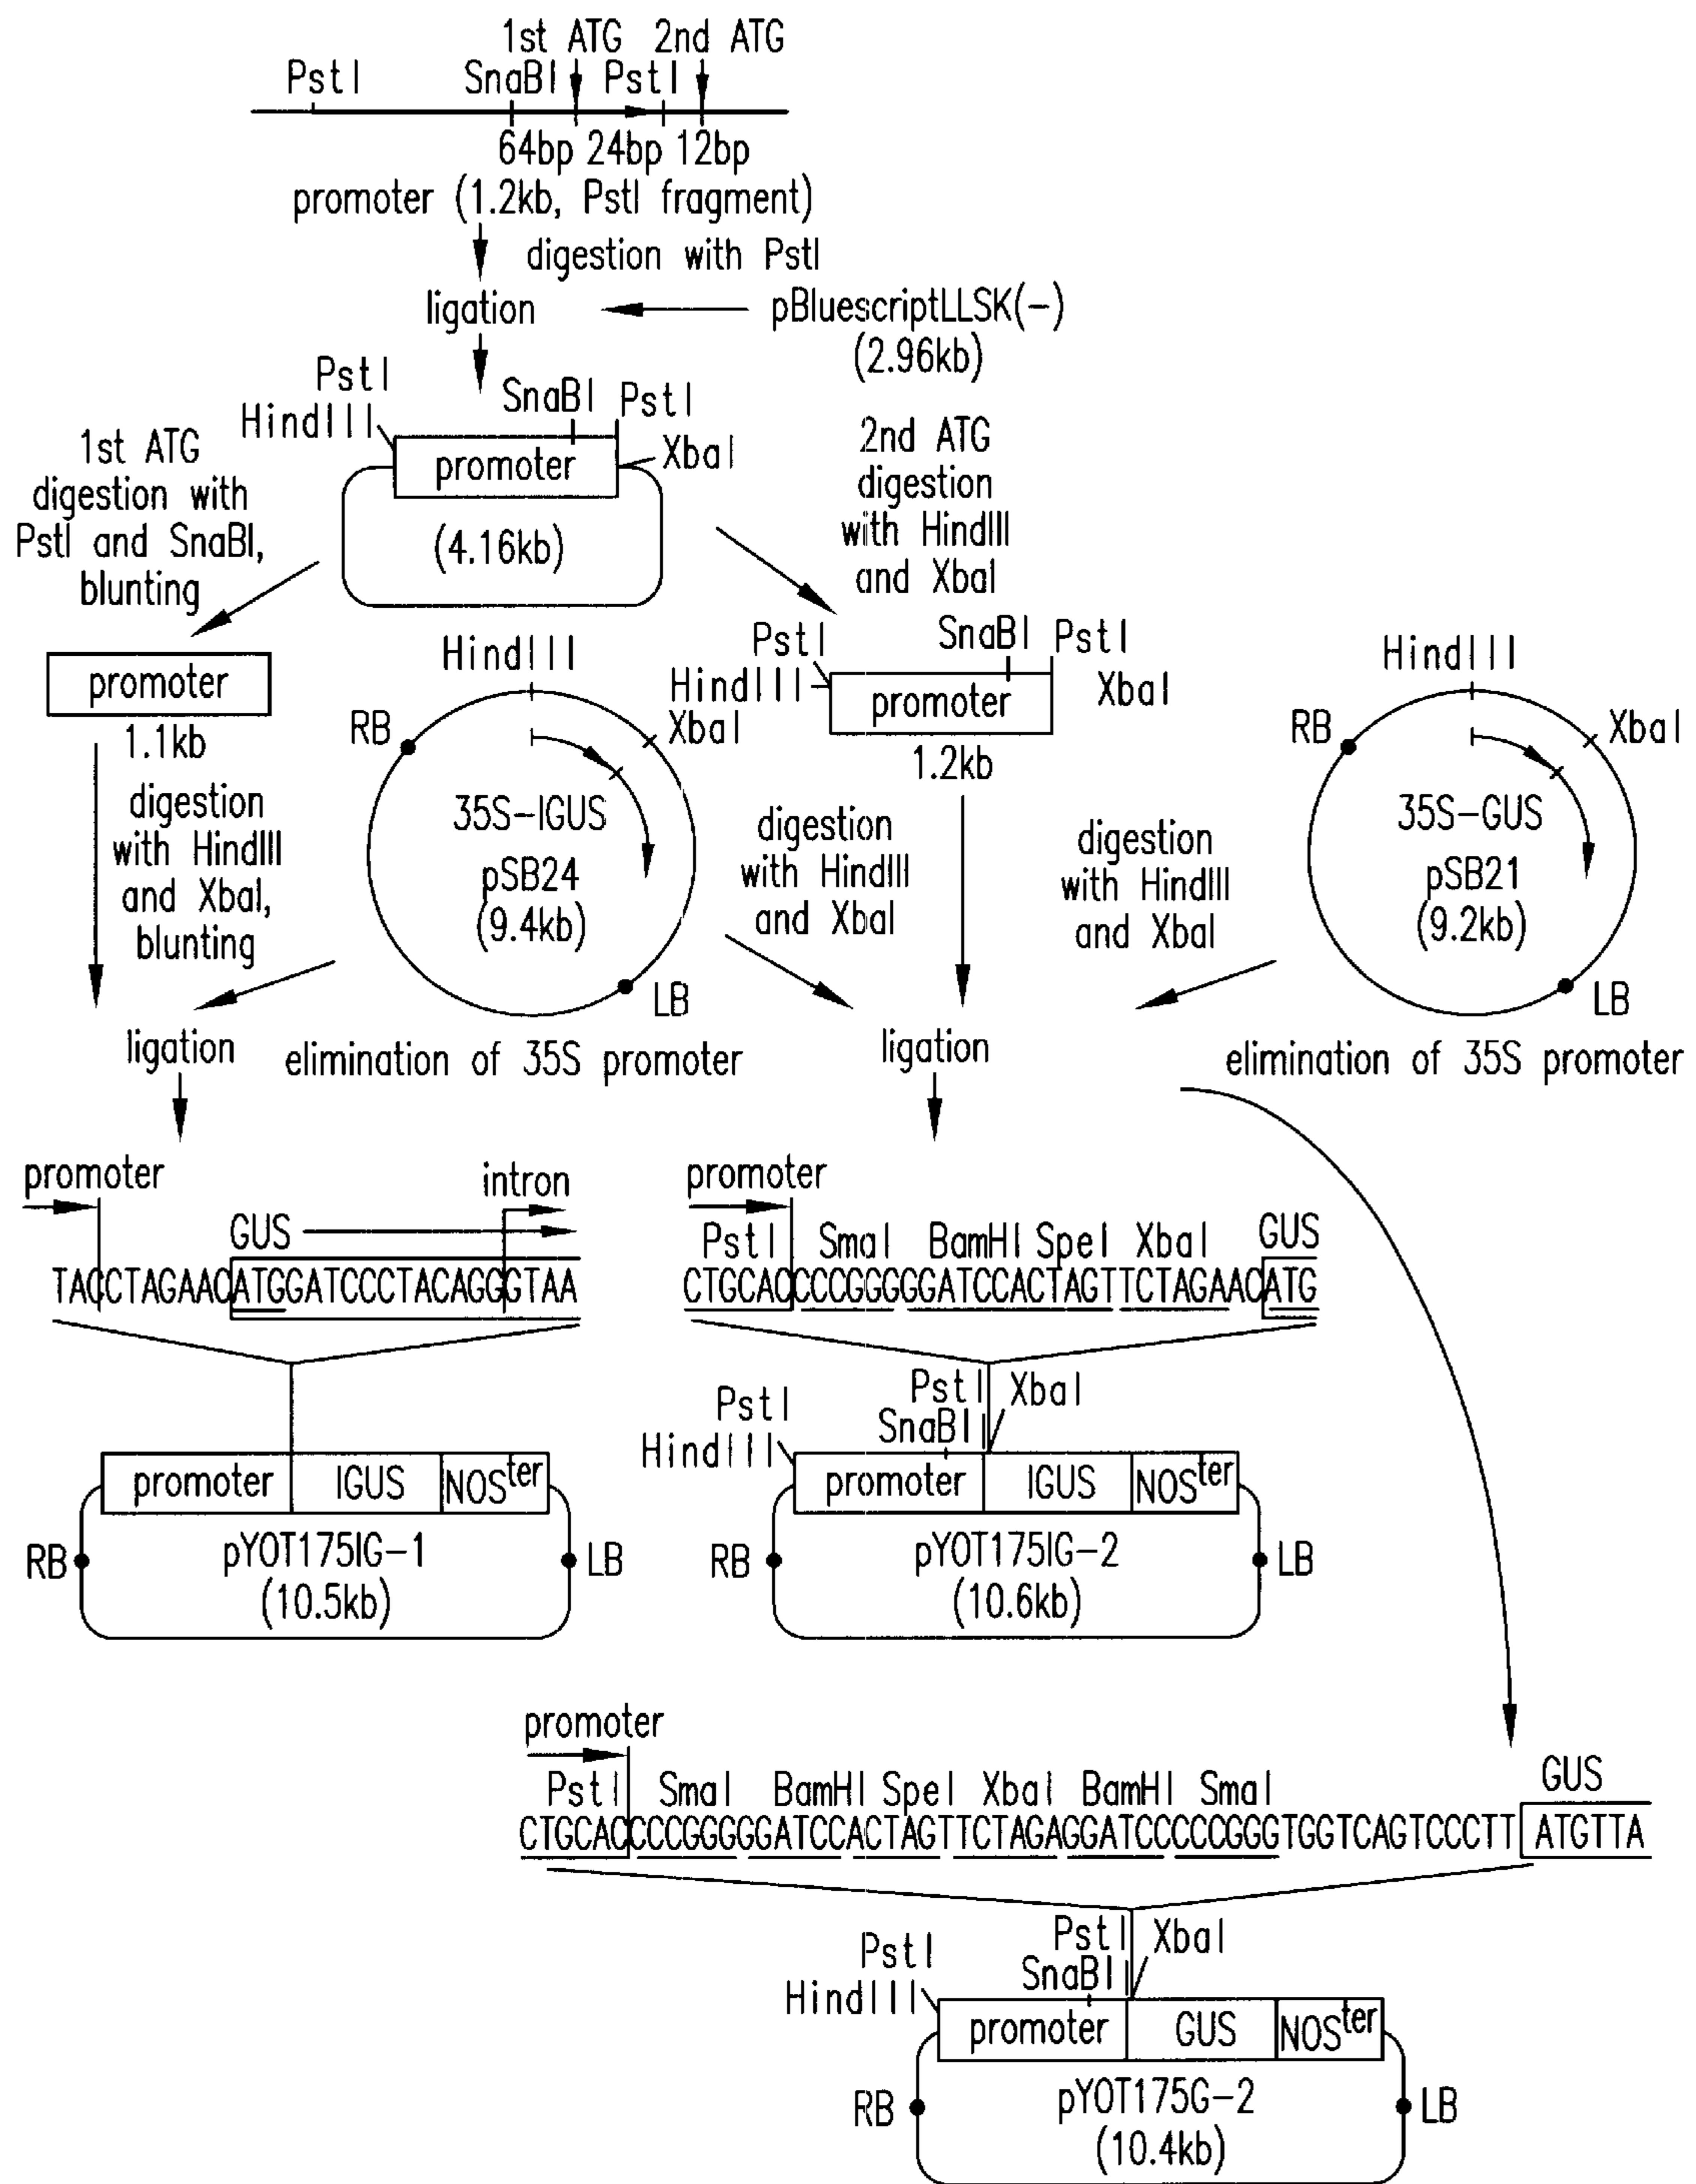 1st ATG 2nd ATG
PstI SnaBI PstI
64bp 24bp 12bp
promoter (1.2kb, PstI fragment)
digestion with PstI
ligation
pBluescriptLLSK(-)
(2.96kb)
PstI
HindIII
SnaBI
PstI
XbaI
promoter
(4.16kb)
1st ATG
digestion with
PstI and SnaBI,
blunting
2nd ATG
digestion
with HindIII
and XbaI
promoter
1.1kb
digestion
with HindIII
and XbaI,
blunting
HindIII
RB
XbaI
35S-IGUS
pSB24
(9.4kb)
LB
elimination of 35S promoter
PstI
HindIII
SnaBI
PstI
XbaI
promoter
1.2kb
digestion
with HindIII
and XbaI
digestion
with HindIII
and XbaI
HindIII
RB
XbaI
35S-GUS
pSB21
(9.2kb)
LB
elimination of 35S promoter
ligation
ligation
promoter
GUS
intron
TACCTAGAACATGGATCCCTACAGGGTAA
promoter
PstI SmaI BamHI SpeI XbaI GUS
CTGCACCCCGGGGGATCCACTAGTTCTAGAACATG
promoter IGUS NOSter
RB
LB
pYOT175IG-1
(10.5kb)
PstI
HindIII
PstI
SnaBI
XbaI
promoter IGUS NOSter
RB
LB
pYOT175IG-2
(10.6kb)
promoter
PstI SmaI BamHI SpeI XbaI BamHI SmaI GUS
CTGCACCCCGGGGGATCCACTAGTTCTAGAGGATCCCCCGGGTGGTCAGTCCCTT ATGTTA
PstI
HindIII
PstI
SnaBI
XbaI
promoter GUS NOSter
RB
LB
pYOT175G-2
(10.4kb)